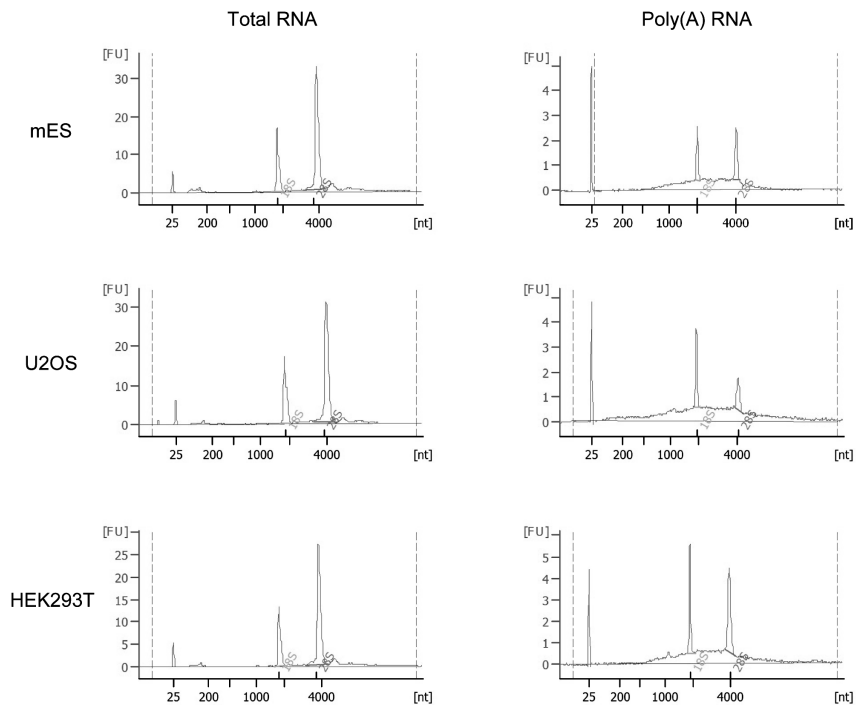 Total RNA
Poly(A) RNA
mES
[FU]
30
20
10
0
18S
28S
25 200 1000 4000 [nt]
[FU]
4
3
2
1
0
18S
28S
25 200 1000 4000 [nt]
U2OS
[FU]
30
20
10
0
18S
28S
25 200 1000 4000 [nt]
[FU]
4
3
2
1
0
18S
28S
25 200 1000 4000 [nt]
HEK293T
[FU]
25
20
15
10
5
0
18S
28S
25 200 1000 4000 [nt]
[FU]
5
4
3
2
1
0
18S
28S
25 200 1000 4000 [nt]